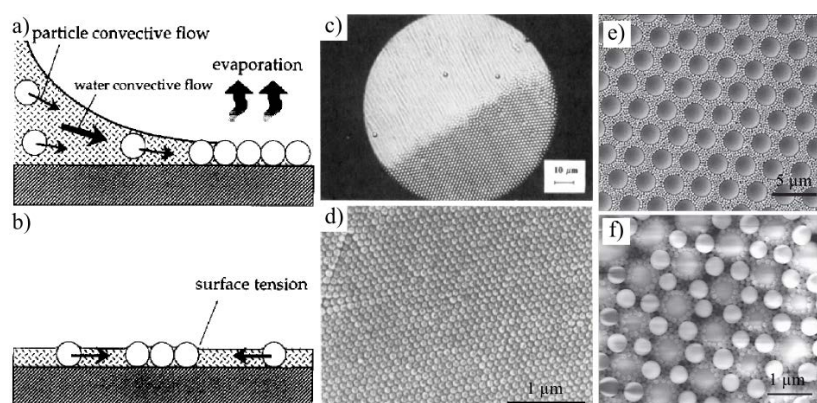 a)
particle convective flow
water convective flow
evaporation
b)
surface tension
c)
10 µm
d)
1 µm
e)
5 µm
f)
1 µm